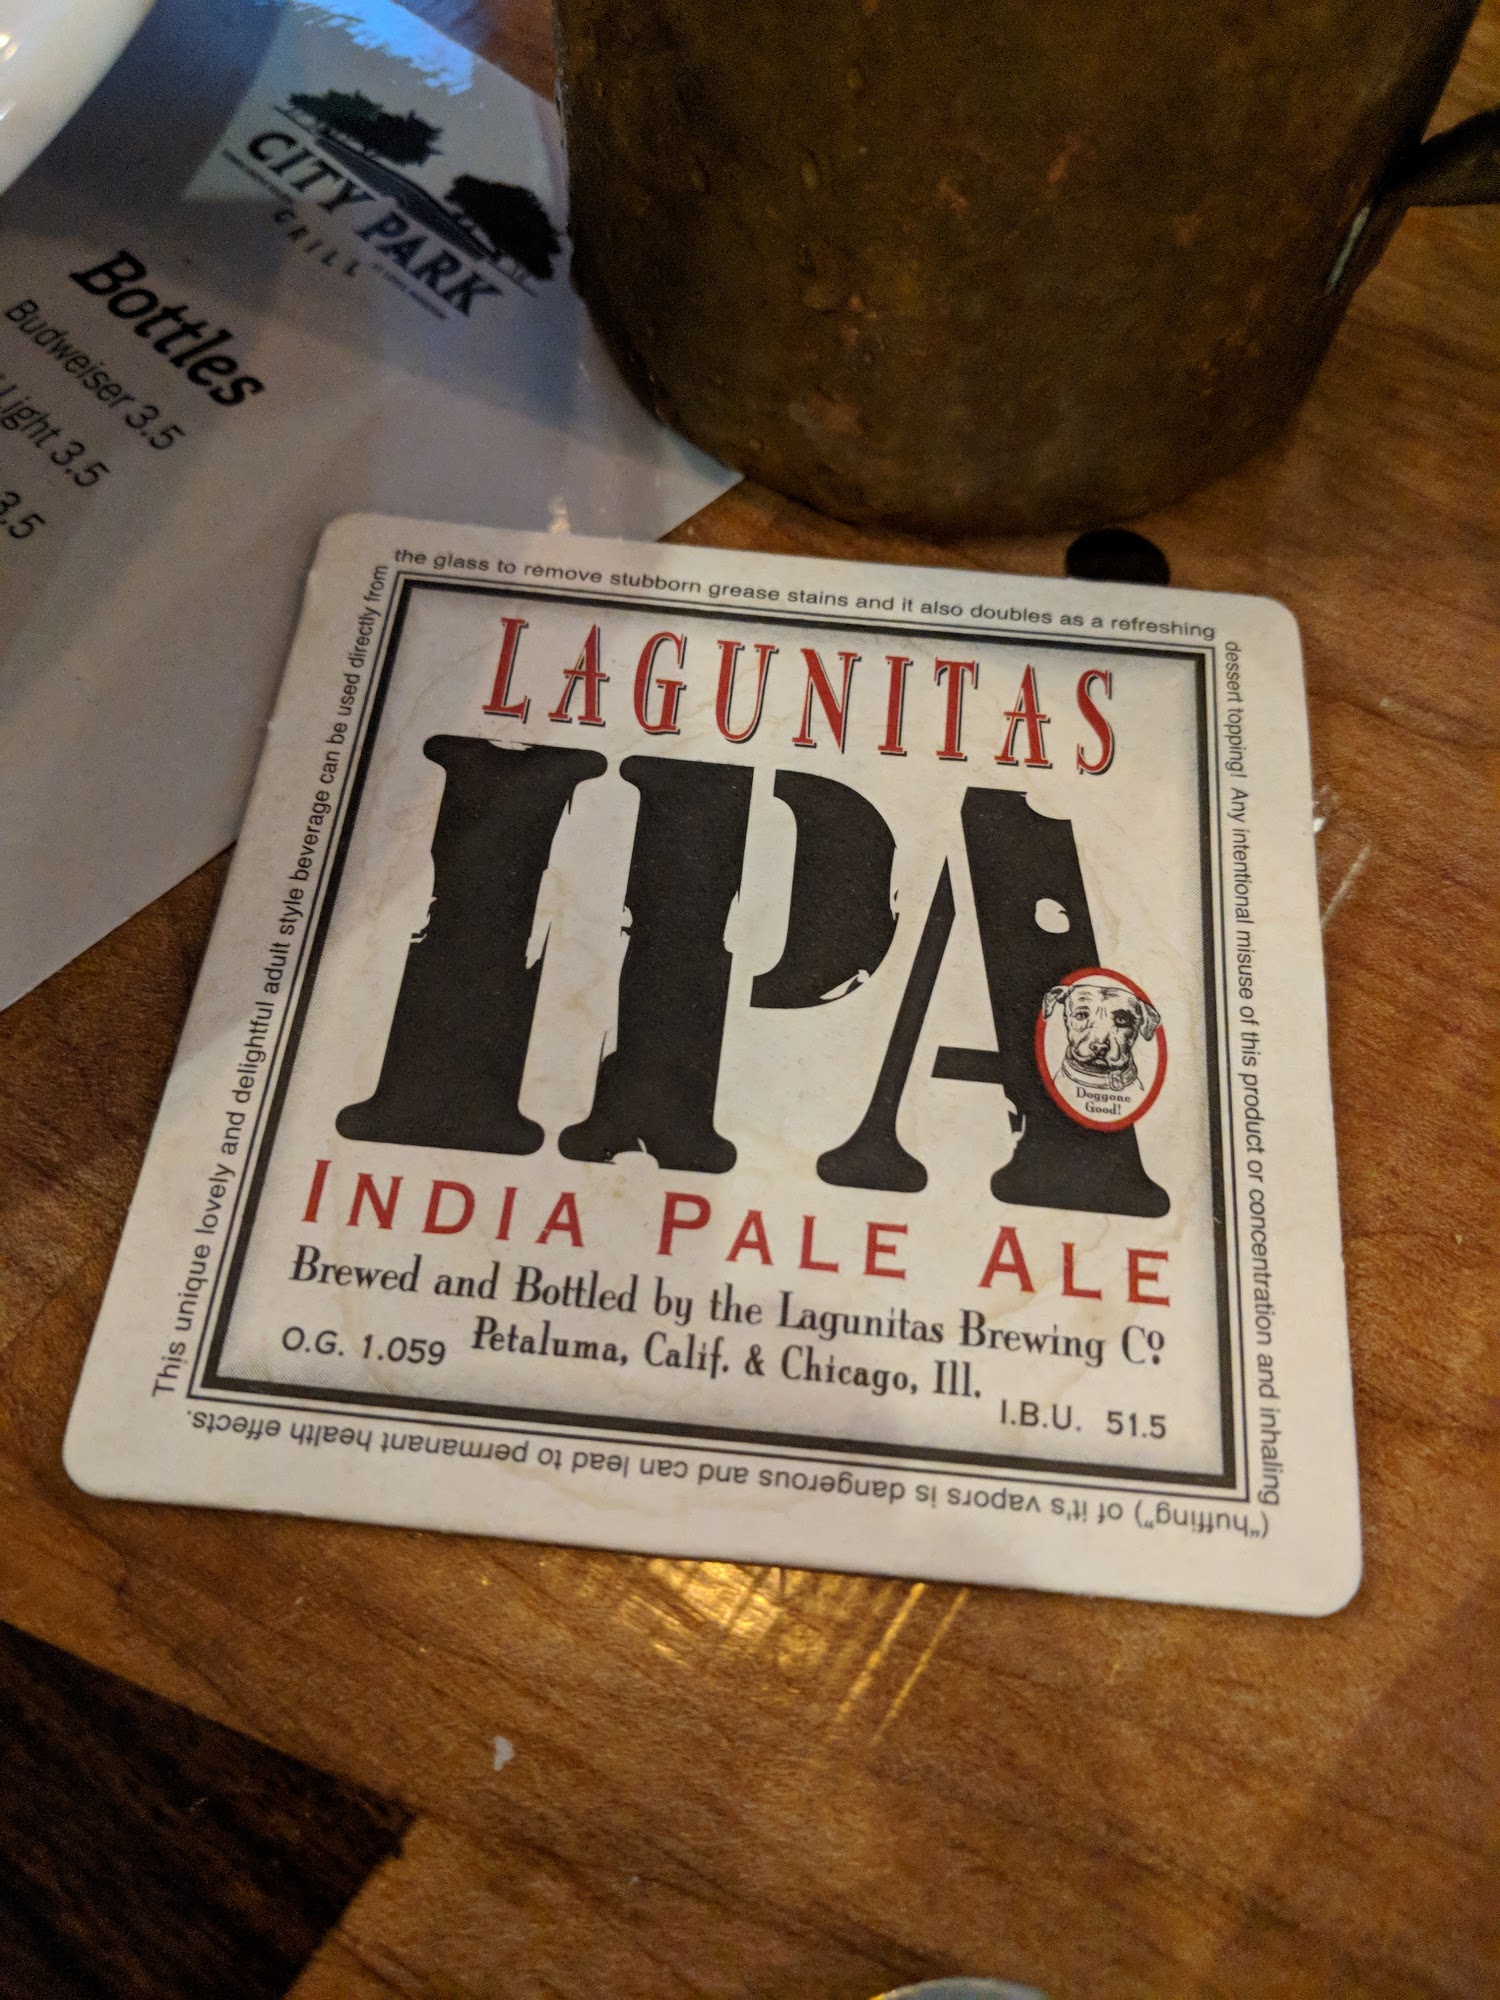 CITY PARK
GRILL
Bottles
Budweiser 3.5
Light 3.5
3.5
This unique lovely and delightful adult style beverage can be used directly from
the glass to remove stubborn grease stains and it also doubles as a refreshing
dessert topping! Any intentional misuse of this product or concentration and inhaling
("huffing") of it's vapors is dangerous and can lead to permanant health effects.
LAGUNITAS
IPA
Doggone
Good!
INDIA PALE ALE
Brewed and Bottled by the Lagunitas Brewing Co.
O.G. 1.059 Petaluma, Calif. & Chicago, Ill. I.B.U. 51.5